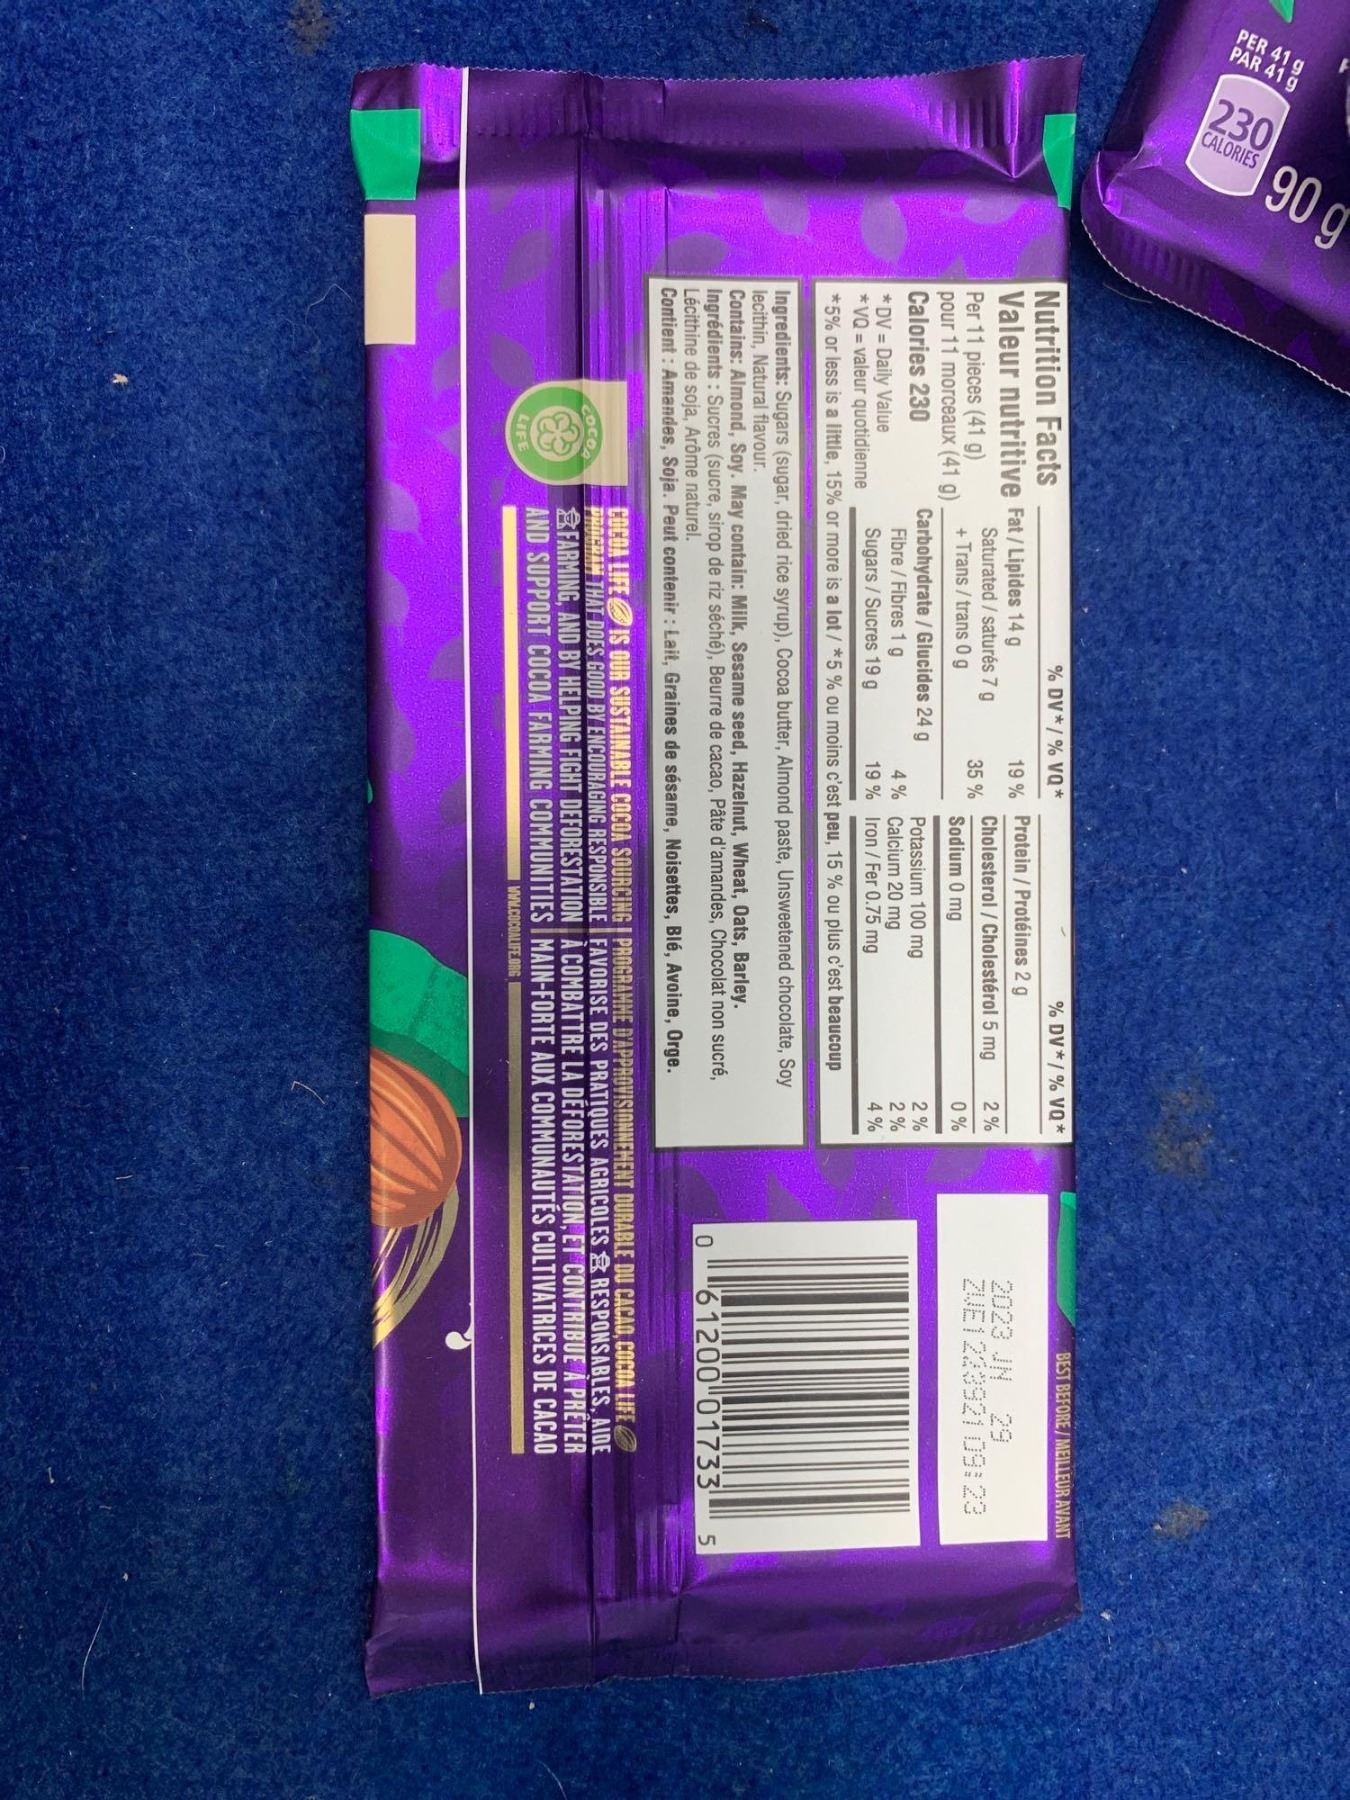 PER 41 g
PAR 41 g
230
CALORIES
90 g
Nutrition Facts
Valeur nutritive
Per 11 pieces (41 g)
pour 11 morceaux (41 g)
Calories 230
*DV = Daily Value
*VQ = valeur quotidienne
% DV* / % VQ*
Fat / Lipides 14 g 19 %
Saturated / saturés 7 g
+ Trans / trans 0 g 35 %
Carbohydrate / Glucides 24 g
Fibre / Fibres 1 g 4 %
Sugars / Sucres 19 g 19 %
% DV* / % VQ*
Protein / Protéines 2 g
Cholesterol / Cholestérol 5 mg 2 %
Sodium 0 mg 0 %
Potassium 100 mg 2 %
Calcium 20 mg 2 %
Iron / Fer 0.75 mg 4 %
*5% or less is a little, 15% or more is a lot / *5 % ou moins c'est peu, 15 % ou plus c'est beaucoup
Ingredients: Sugars (sugar, dried rice syrup), Cocoa butter, Almond paste, Unsweetened chocolate, Soy
lecithin, Natural flavour.
Contains: Almond, Soy. May contain: Milk, Sesame seed, Hazelnut, Wheat, Oats, Barley.
Ingrédients : Sucres (sucre, sirop de riz séché), Beurre de cacao, Pâte d'amandes, Chocolat non sucré,
Lécithine de soja, Arôme naturel.
Contient : Amandes, Soja. Peut contenir : Lait, Graines de sésame, Noisettes, Blé, Avoine, Orge.
BEST BEFORE / MEILLEUR AVANT
2023 JN 29
09:23
0 61200 01733 5
COCOA
LIFE
COCOA LIFE IS OUR SUSTAINABLE COCOA SOURCING
PROGRAM THAT DOES GOOD BY ENCOURAGING RESPONSIBLE
FARMING, AND BY HELPING FIGHT DEFORESTATION
AND SUPPORT COCOA FARMING COMMUNITIES
PROGRAMME D'APPROVISIONNEMENT DURABLE DU CACAO, COCOA LIFE
FAVORISE DES PRATIQUES AGRICOLES RESPONSABLES, AIDE
À COMBATTRE LA DÉFORESTATION, ET CONTRIBUE À PRÊTER
MAIN-FORTE AUX COMMUNAUTÉS CULTIVATRICES DE CACAO
WWW.COCOALIFE.ORG